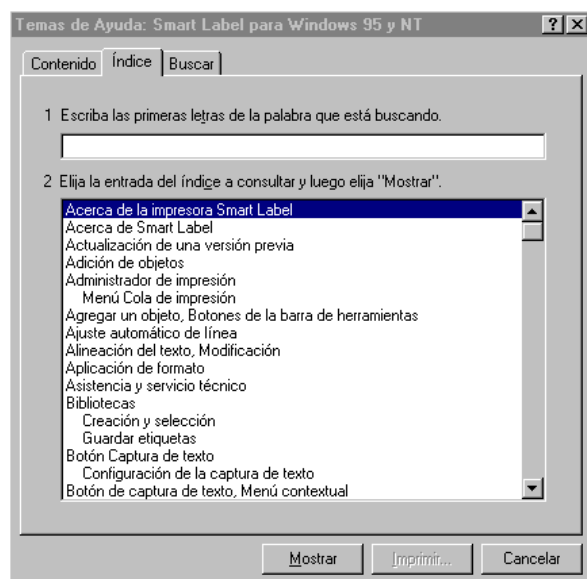 Temas de Ayuda: Smart Label para Windows 95 y NT
Contenido Índice Buscar
1 Escriba las primeras letras de la palabra que está buscando.
2 Elija la entrada del índice a consultar y luego elija "Mostrar".
Acerca de la impresora Smart Label
Acerca de Smart Label
Actualización de una versión previa
Adición de objetos
Administrador de impresión
Menú Cola de impresión
Agregar un objeto, Botones de la barra de herramientas
Ajuste automático de línea
Alineación del texto, Modificación
Aplicación de formato
Asistencia y servicio técnico
Bibliotecas
Creación y selección
Guardar etiquetas
Botón Captura de texto
Configuración de la captura de texto
Botón de captura de texto, Menú contextual
Mostrar Imprimir... Cancelar